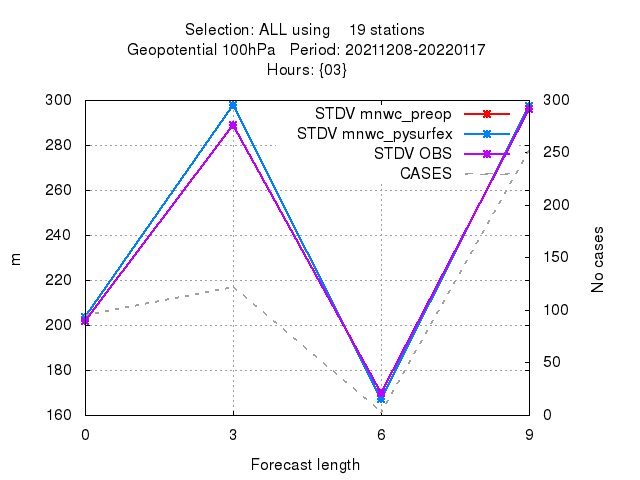 Selection: ALL using    19 stations
Geopotential 100hPa   Period: 20211208-20220117
Hours: {03}
STDV mnwc_preop
STDV mnwc_pysurfex
STDV OBS
CASES
300
280
260
240
220
200
180
160
m
300
250
200
150
100
50
0
No cases
0 3 6 9
Forecast length